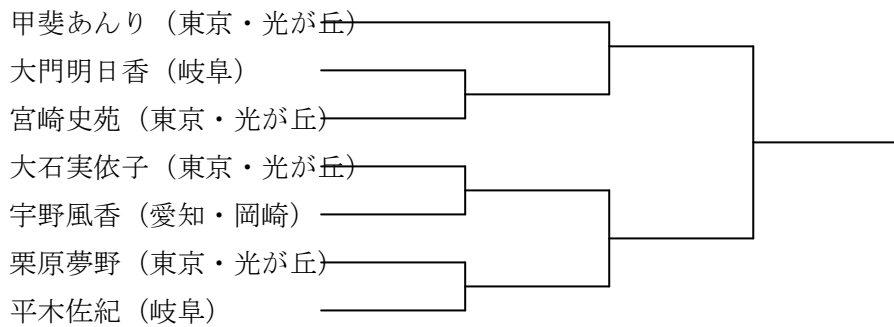 甲斐あんり（東京・光が丘）
大門明日香（岐阜）
宮崎史苑（東京・光が丘）
大石実依子（東京・光が丘）
宇野風香（愛知・岡崎）
栗原夢野（東京・光が丘）
平木佐紀（岐阜）